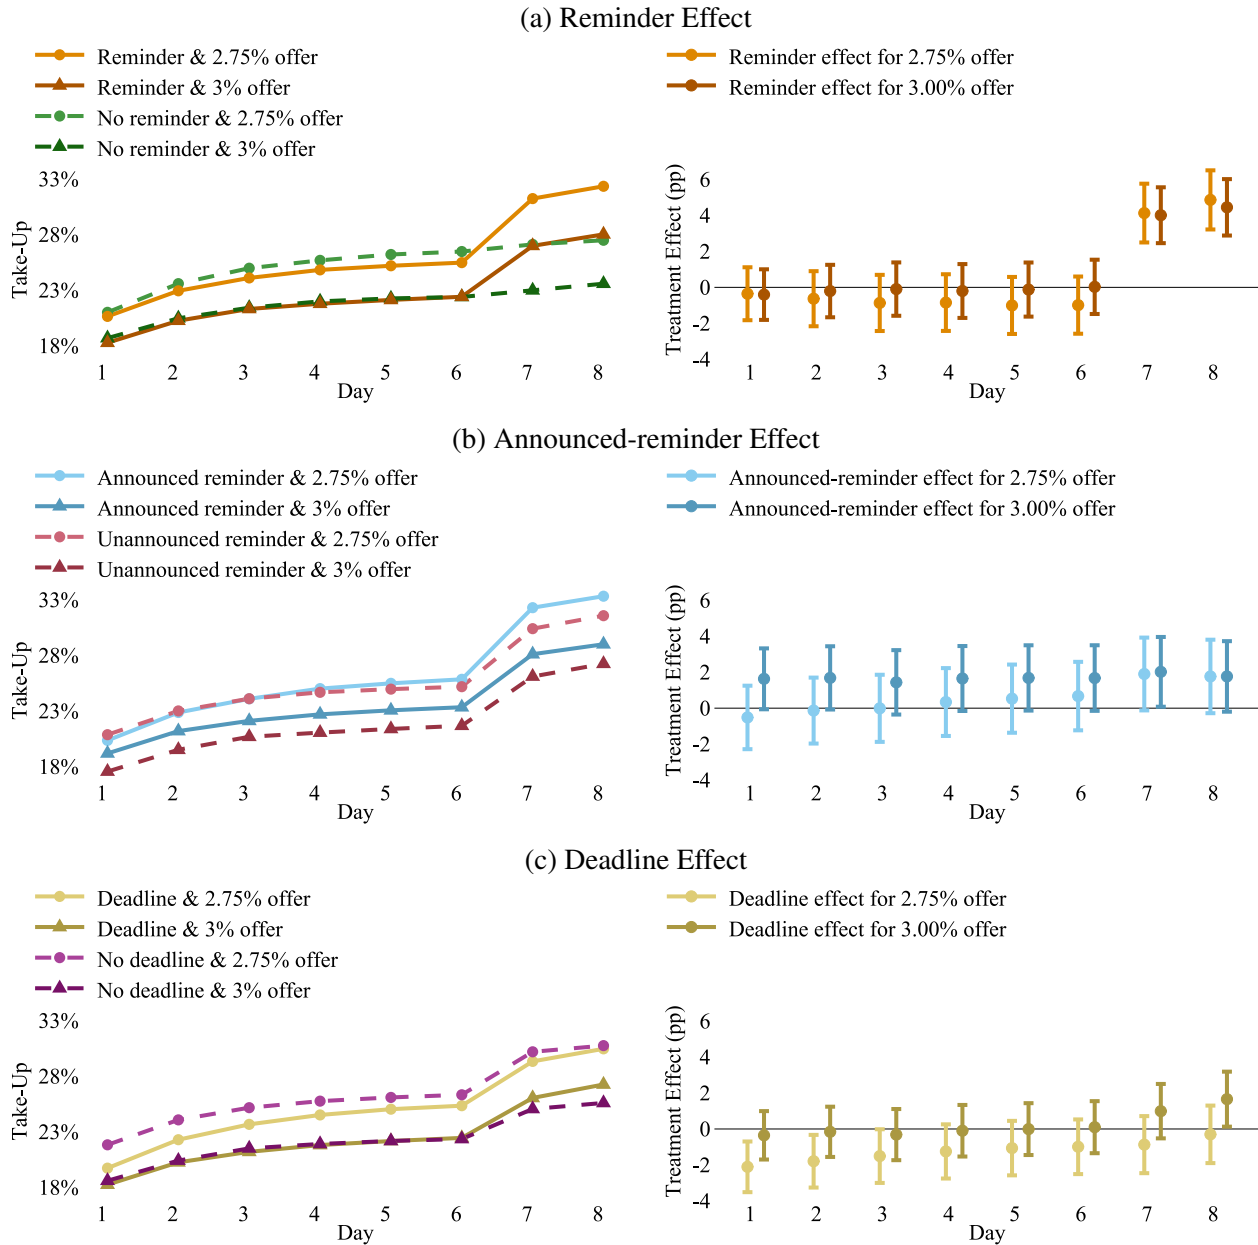 (a) Reminder Effect
Reminder & 2.75% offer
Reminder & 3% offer
No reminder & 2.75% offer
No reminder & 3% offer
33%
28%
23%
18%
Take-Up
1 2 3 4 5 6 7 8
Day
Reminder effect for 2.75% offer
Reminder effect for 3.00% offer
6
4
2
0
-2
-4
Treatment Effect (pp)
1 2 3 4 5 6 7 8
Day
(b) Announced-reminder Effect
Announced reminder & 2.75% offer
Announced reminder & 3% offer
Unannounced reminder & 2.75% offer
Unannounced reminder & 3% offer
33%
28%
23%
18%
Take-Up
1 2 3 4 5 6 7 8
Day
Announced-reminder effect for 2.75% offer
Announced-reminder effect for 3.00% offer
6
4
2
0
-2
-4
Treatment Effect (pp)
1 2 3 4 5 6 7 8
Day
(c) Deadline Effect
Deadline & 2.75% offer
Deadline & 3% offer
No deadline & 2.75% offer
No deadline & 3% offer
33%
28%
23%
18%
Take-Up
1 2 3 4 5 6 7 8
Day
Deadline effect for 2.75% offer
Deadline effect for 3.00% offer
6
4
2
0
-2
-4
Treatment Effect (pp)
1 2 3 4 5 6 7 8
Day